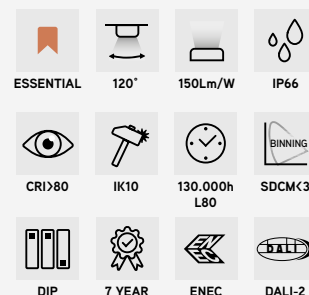 ESSENTIAL 120° 150Lm/W IP66
BINNING
CRI>80 IK10 130.000h SDCM<3
L80
DALI
DIP 7 YEAR ENEC DALI-2